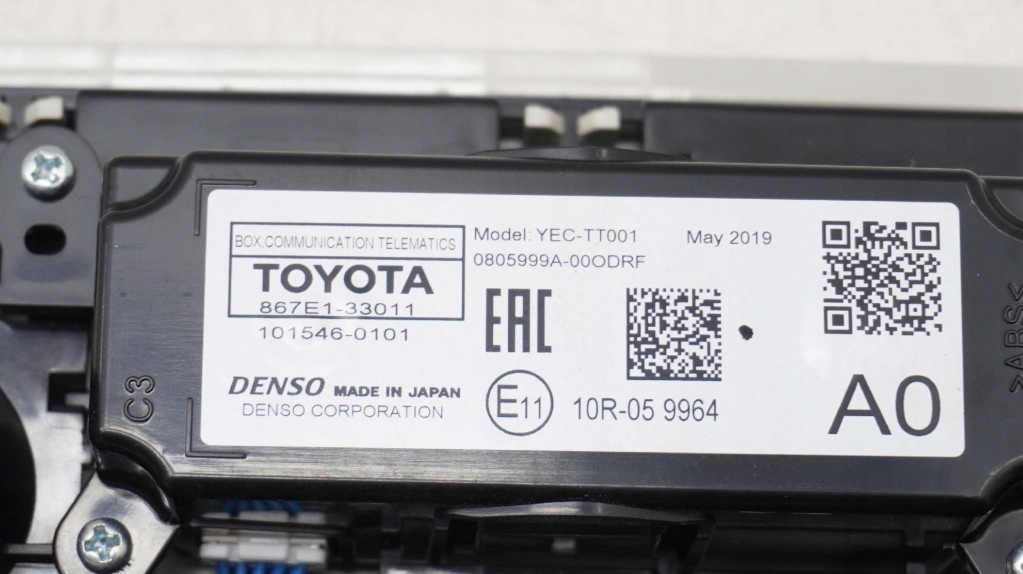 BOX,COMMUNICATION TELEMATICS
TOYOTA
867E1-33011
101546-0101
DENSO MADE IN JAPAN
DENSO CORPORATION
Model: YEC-TT001 May 2019
0805999A-00ODRF
EAC
E11 10R-05 9964
A0
C3
>ABS<